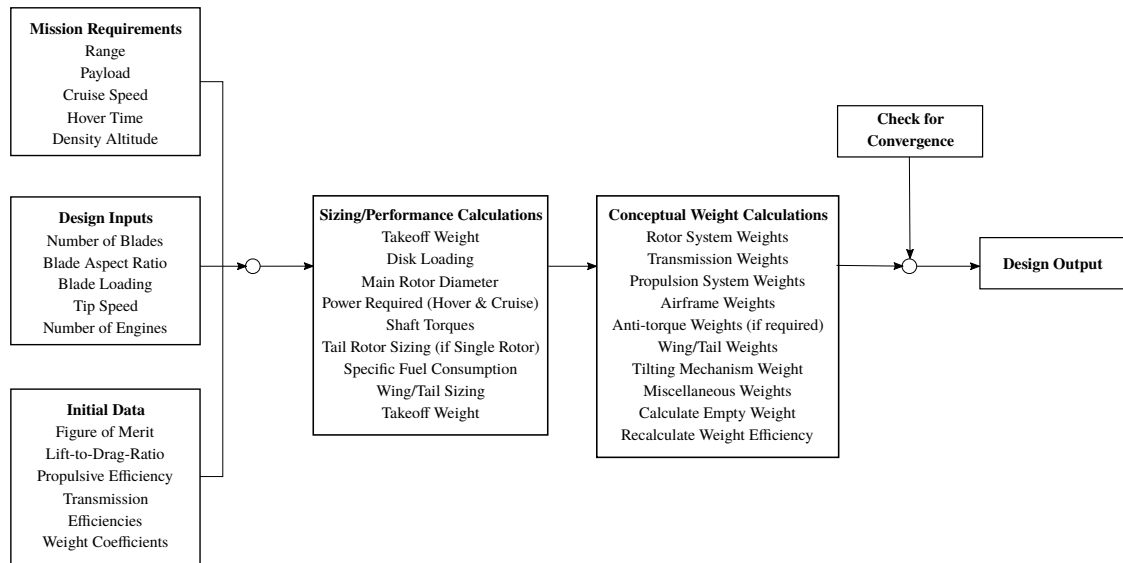 Mission Requirements
Range
Payload
Cruise Speed
Hover Time
Density Altitude
Design Inputs
Number of Blades
Blade Aspect Ratio
Blade Loading
Tip Speed
Number of Engines
Initial Data
Figure of Merit
Lift-to-Drag-Ratio
Propulsive Efficiency
Transmission
Efficiencies
Weight Coefficients
Sizing/Performance Calculations
Takeoff Weight
Disk Loading
Main Rotor Diameter
Power Required (Hover & Cruise)
Shaft Torques
Tail Rotor Sizing (if Single Rotor)
Specific Fuel Consumption
Wing/Tail Sizing
Takeoff Weight
Conceptual Weight Calculations
Rotor System Weights
Transmission Weights
Propulsion System Weights
Airframe Weights
Anti-torque Weights (if required)
Wing/Tail Weights
Tilting Mechanism Weight
Miscellaneous Weights
Calculate Empty Weight
Recalculate Weight Efficiency
Check for
Convergence
Design Output